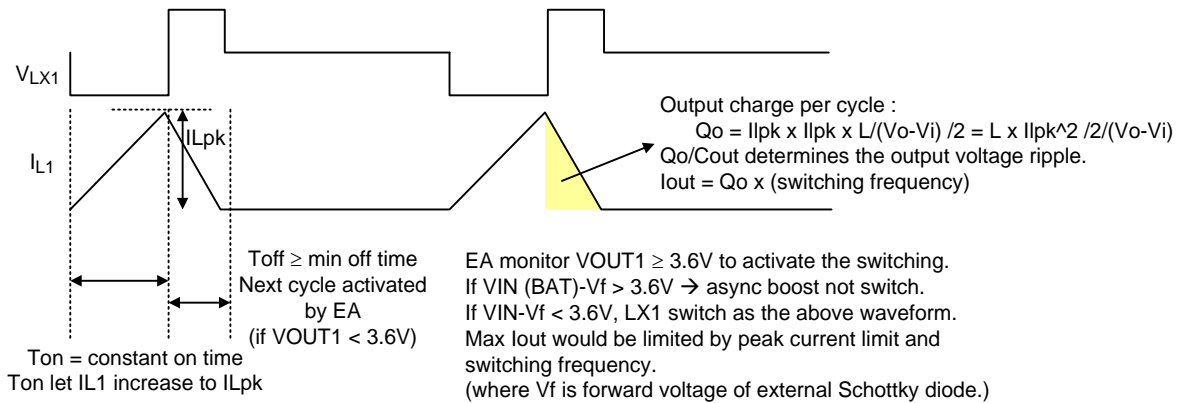 VLX1
IL1
ILpk
Output charge per cycle :
Qo = Ilpk x Ilpk x L/(Vo-Vi) /2 = L x Ilpk^2 /2/(Vo-Vi)
Qo/Cout determines the output voltage ripple.
Iout = Qo x (switching frequency)
Toff ≥ min off time
Next cycle activated
by EA
(if VOUT1 < 3.6V)
Ton = constant on time
Ton let IL1 increase to ILpk
EA monitor VOUT1 ≥ 3.6V to activate the switching.
If VIN (BAT)-Vf > 3.6V → async boost not switch.
If VIN-Vf < 3.6V, LX1 switch as the above waveform.
Max Iout would be limited by peak current limit and
switching frequency.
(where Vf is forward voltage of external Schottky diode.)